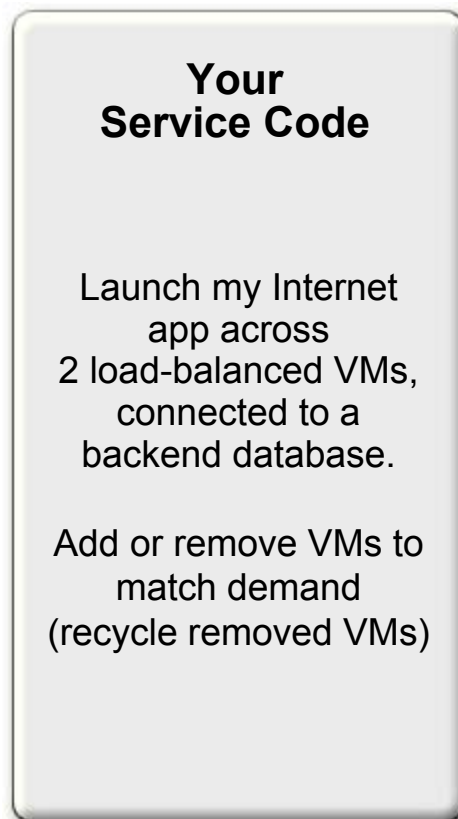 Your
Service Code
Launch my Internet
app across
2 load-balanced VMs,
connected to a
backend database.
Add or remove VMs to
match demand
(recycle removed VMs)